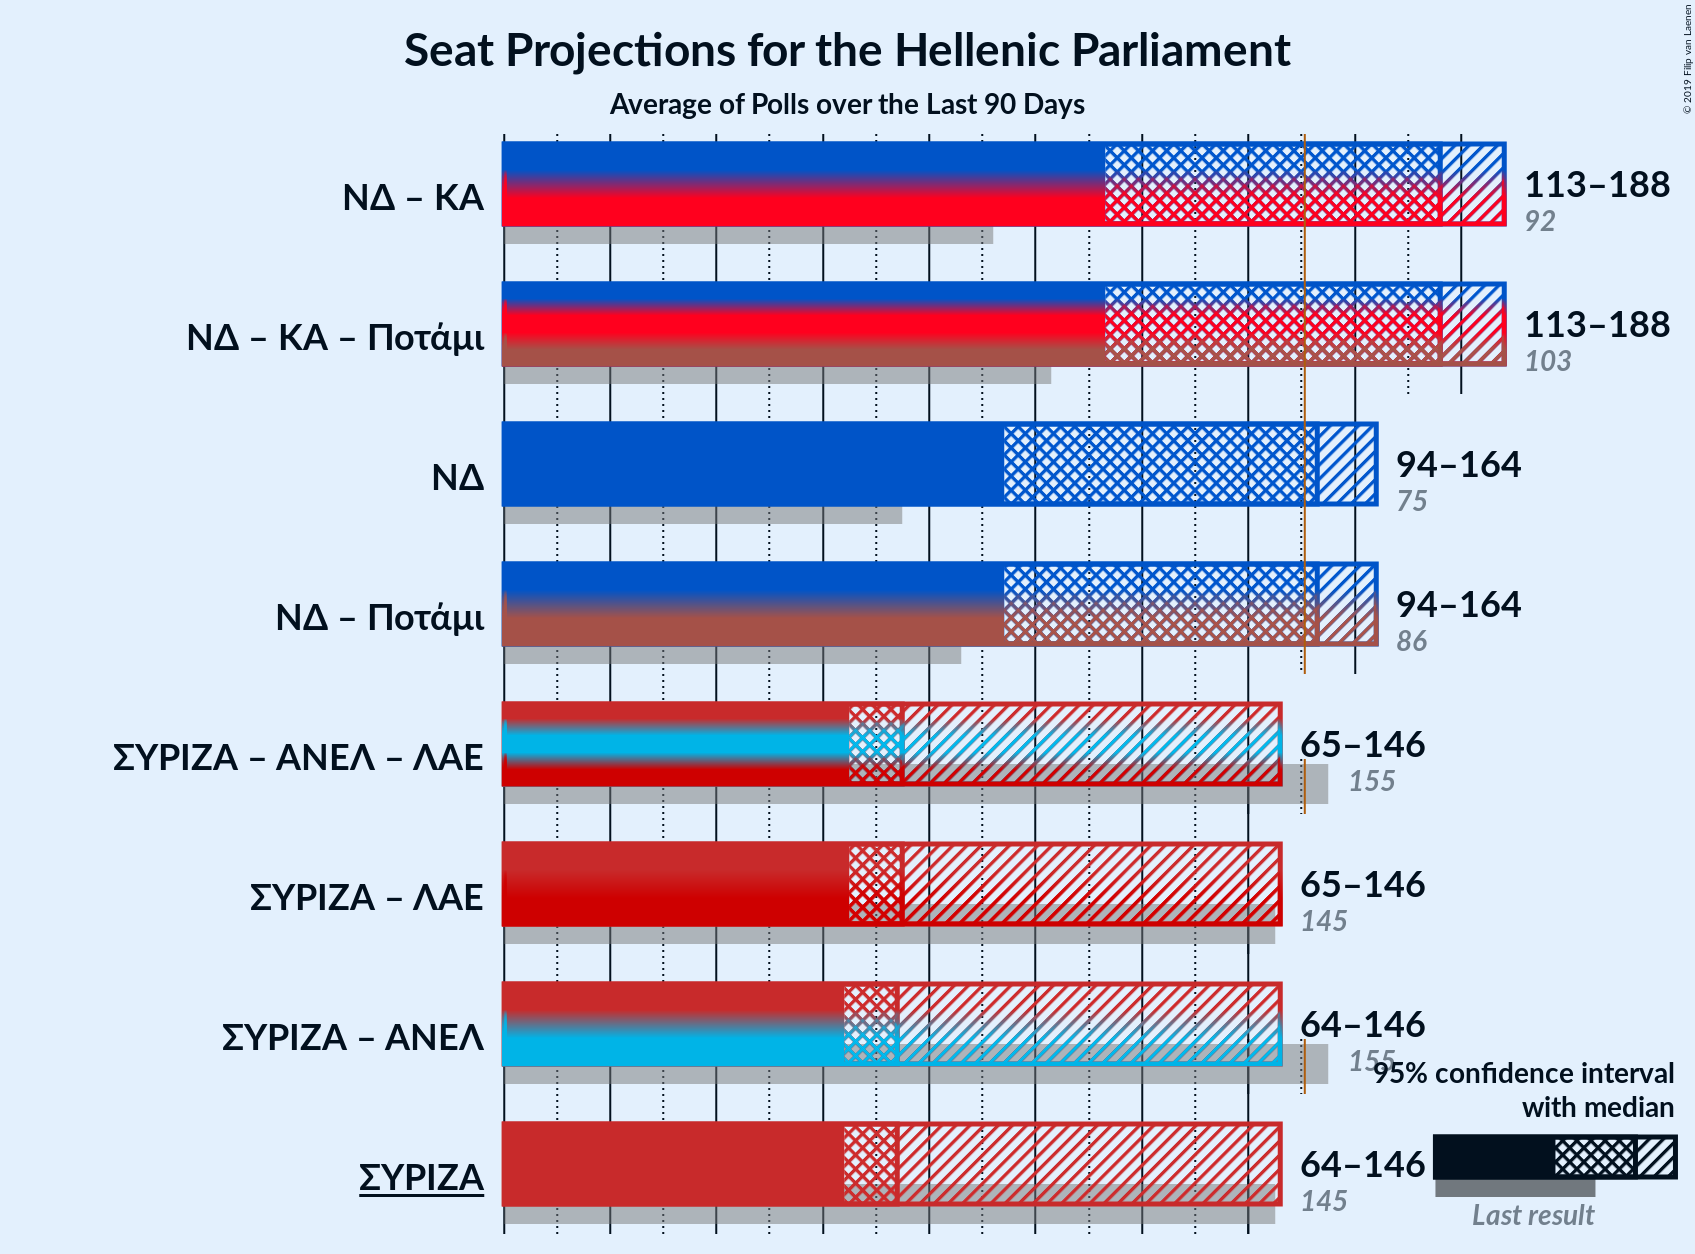 Seat Projections for the Hellenic Parliament
Average of Polls over the Last 90 Days
© 2019 Filip van Laenen
ΝΔ – ΚΑ
113–188
92
ΝΔ – ΚΑ – Ποτάμι
113–188
103
ΝΔ
94–164
75
ΝΔ – Ποτάμι
94–164
86
ΣΥΡΙΖΑ – ΑΝΕΛ – ΛΑΕ
65–146
155
ΣΥΡΙΖΑ – ΛΑΕ
65–146
145
ΣΥΡΙΖΑ – ΑΝΕΛ
64–146
155
ΣΥΡΙΖΑ
64–146
145
95% confidence interval
with median
Last result